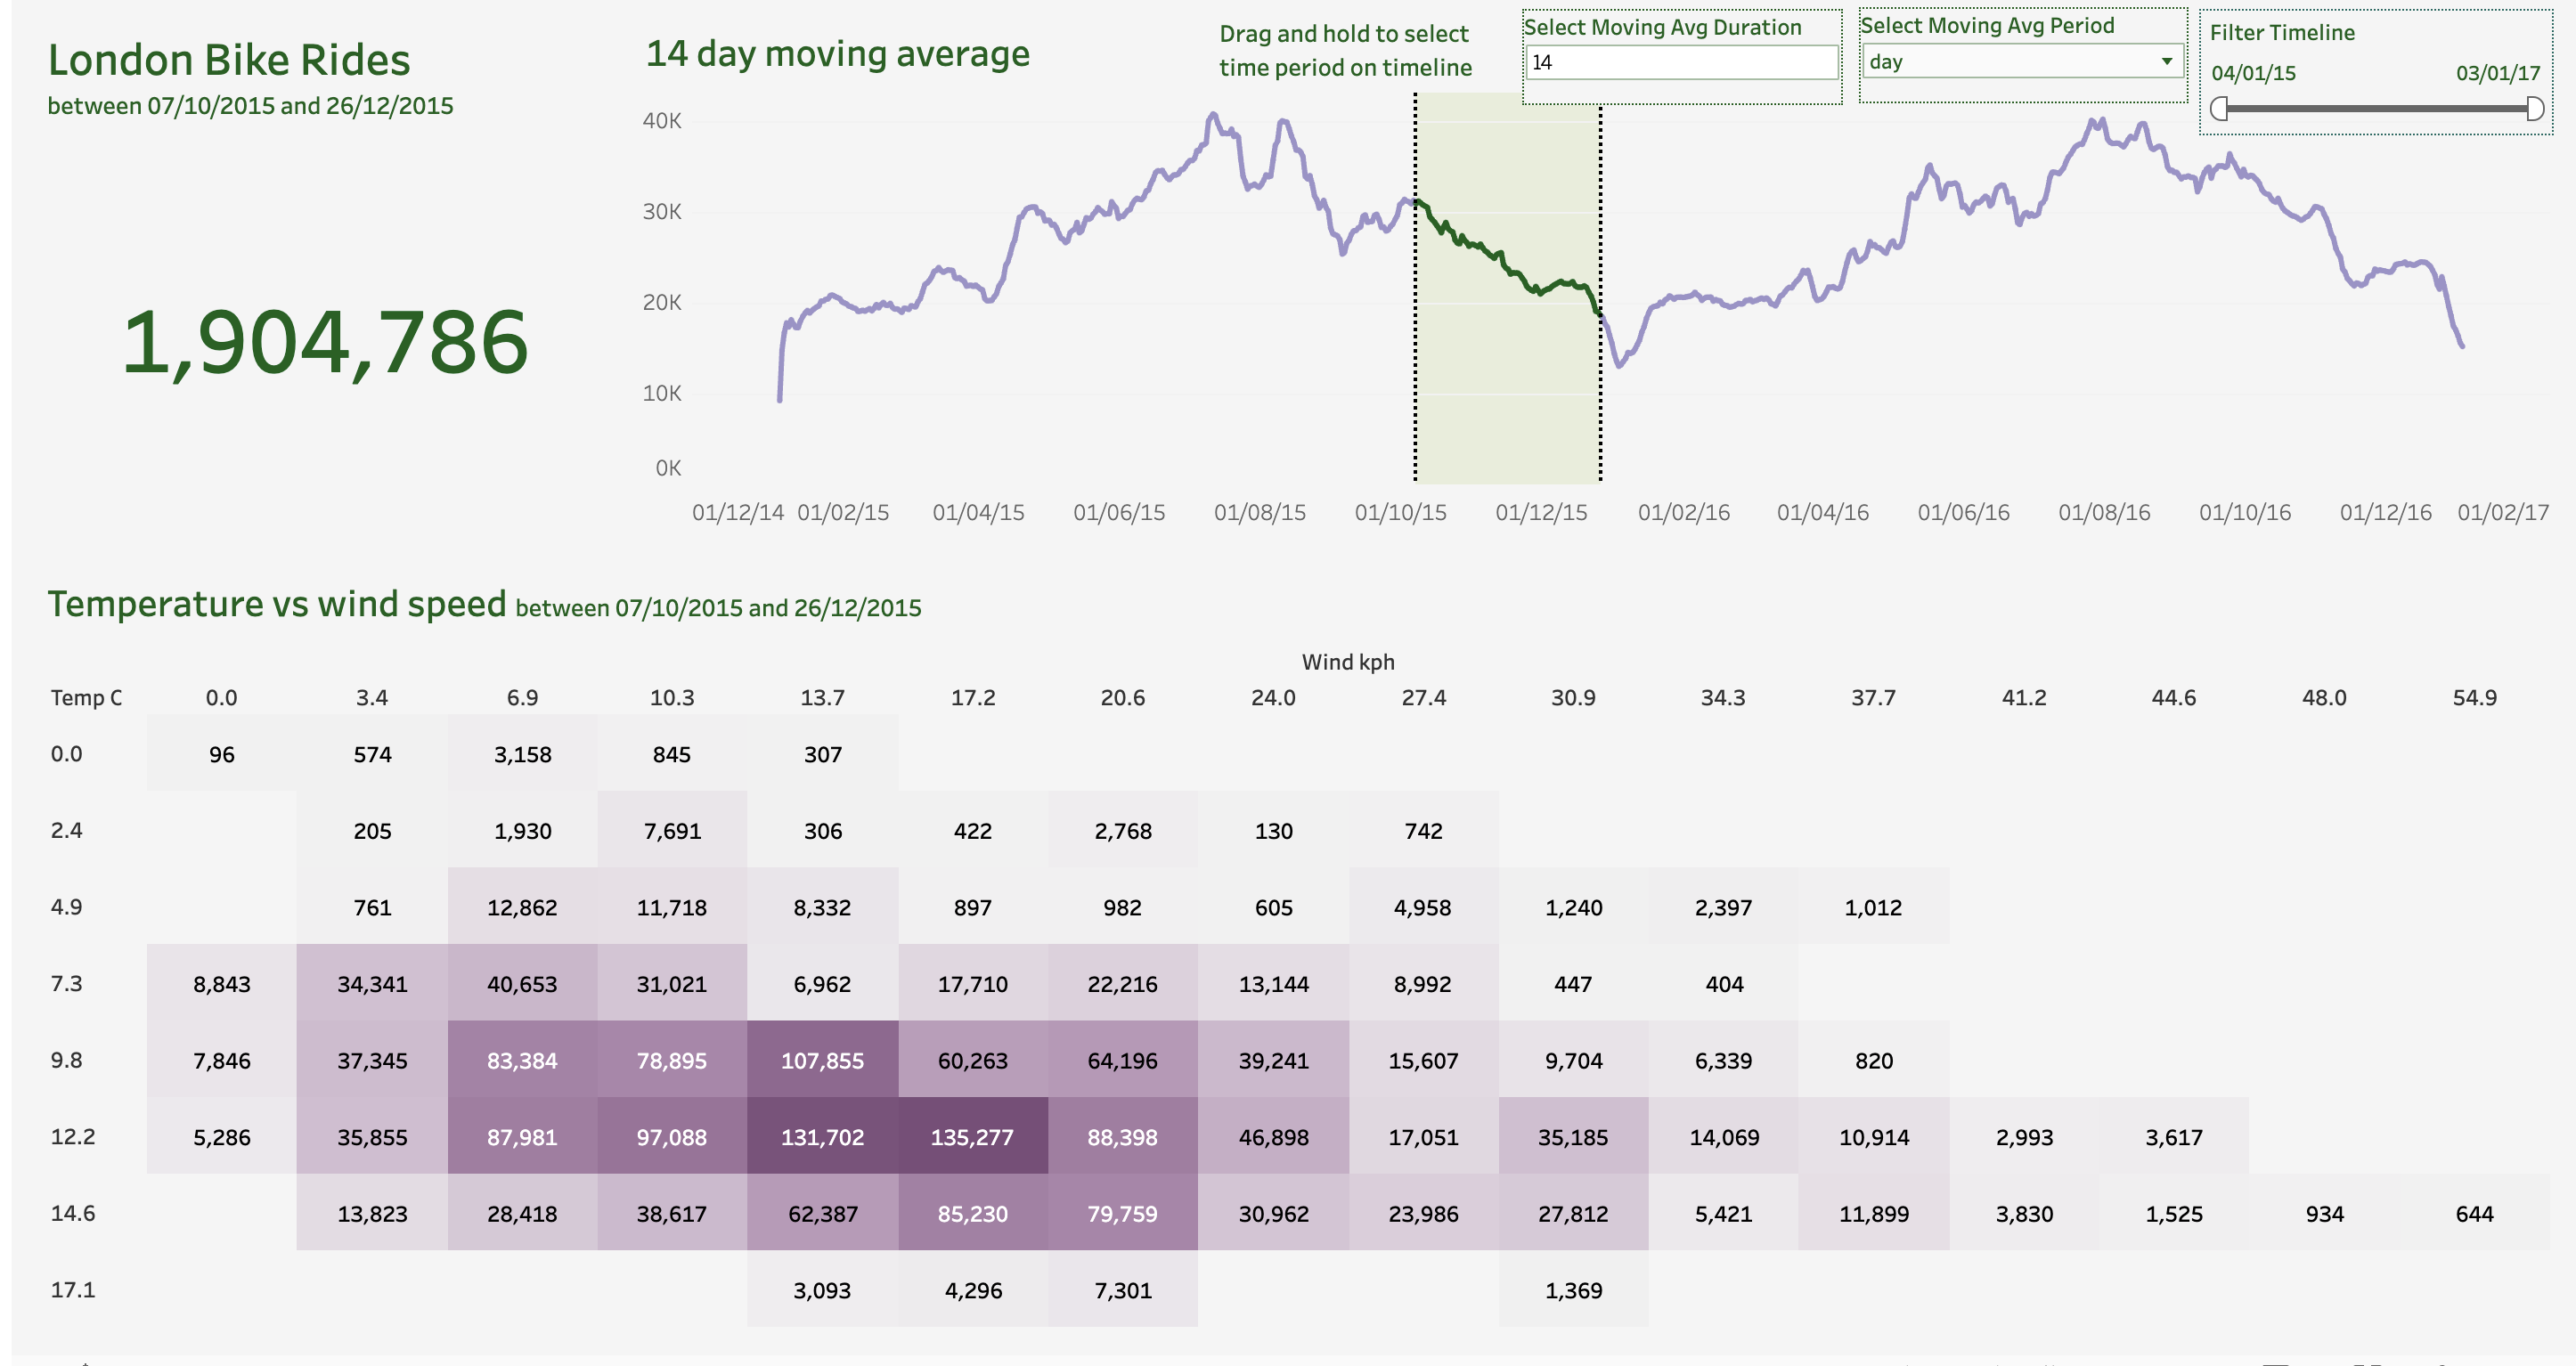 London Bike Rides
between 07/10/2015 and 26/12/2015
1,904,786
14 day moving average
Drag and hold to select
time period on timeline
Select Moving Avg Duration
14
Select Moving Avg Period
day
Filter Timeline
04/01/15 03/01/17
40K
30K
20K
10K
0K
01/12/14 01/02/15 01/04/15 01/06/15 01/08/15 01/10/15 01/12/15 01/02/16 01/04/16 01/06/16 01/08/16 01/10/16 01/12/16 01/02/17
Temperature vs wind speed between 07/10/2015 and 26/12/2015
Wind kph
Temp C 0.0 3.4 6.9 10.3 13.7 17.2 20.6 24.0 27.4 30.9 34.3 37.7 41.2 44.6 48.0 54.9
0.0 96 574 3,158 845 307
2.4 205 1,930 7,691 306 422 2,768 130 742
4.9 761 12,862 11,718 8,332 897 982 605 4,958 1,240 2,397 1,012
7.3 8,843 34,341 40,653 31,021 6,962 17,710 22,216 13,144 8,992 447 404
9.8 7,846 37,345 83,384 78,895 107,855 60,263 64,196 39,241 15,607 9,704 6,339 820
12.2 5,286 35,855 87,981 97,088 131,702 135,277 88,398 46,898 17,051 35,185 14,069 10,914 2,993 3,617
14.6 13,823 28,418 38,617 62,387 85,230 79,759 30,962 23,986 27,812 5,421 11,899 3,830 1,525 934 644
17.1 3,093 4,296 7,301 1,369